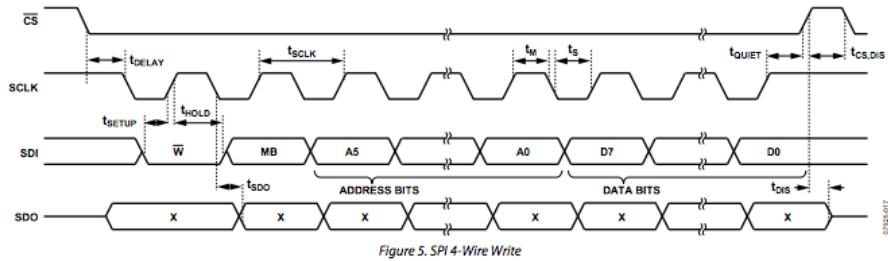 CS
tDELAY
tSCLK
tM
tS
tQUIET
tCS,DIS
SCLK
tSETUP
tHOLD
SDI
W
MB
A5
A0
D7
D0
tSDO
ADDRESS BITS
DATA BITS
tDIS
SDO
X
X
X
X
X
X
07925-017
Figure 5. SPI 4-Wire Write